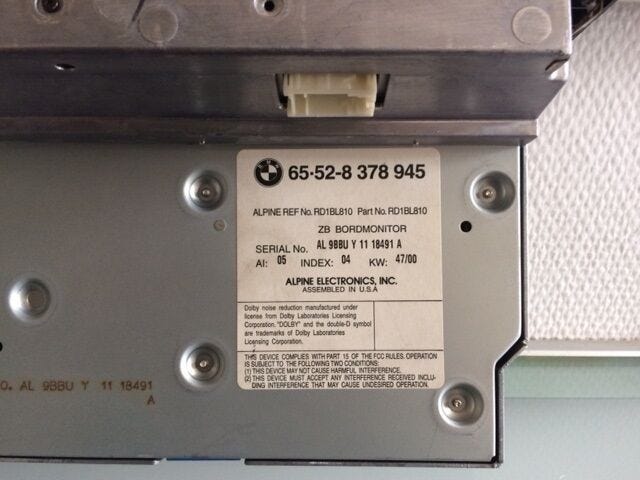 65-52-8 378 945
ALPINE REF No. RD1BL810 Part No. RD1BL810
ZB BORDMONITOR
SERIAL No. AL 9BBU Y 11 18491 A
AI: 05 INDEX: 04 KW: 47/00
ALPINE ELECTRONICS, INC.
ASSEMBLED IN U.S.A
Dolby noise reduction manufactured under
license from Dolby Laboratories Licensing
Corporation. "DOLBY" and the double-D symbol
are trademarks of Dolby Laboratories
Licensing Corporation.
THIS DEVICE COMPLIES WITH PART 15 OF THE FCC RULES. OPERATION
IS SUBJECT TO THE FOLLOWING TWO CONDITIONS:
(1) THIS DEVICE MAY NOT CAUSE HARMFUL INTERFERENCE.
(2) THIS DEVICE MUST ACCEPT ANY INTERFERENCE RECEIVED INCLU-
DING INTERFERENCE THAT MAY CAUSE UNDESIRED OPERATION.
O. AL 9BBU Y 11 18491
A